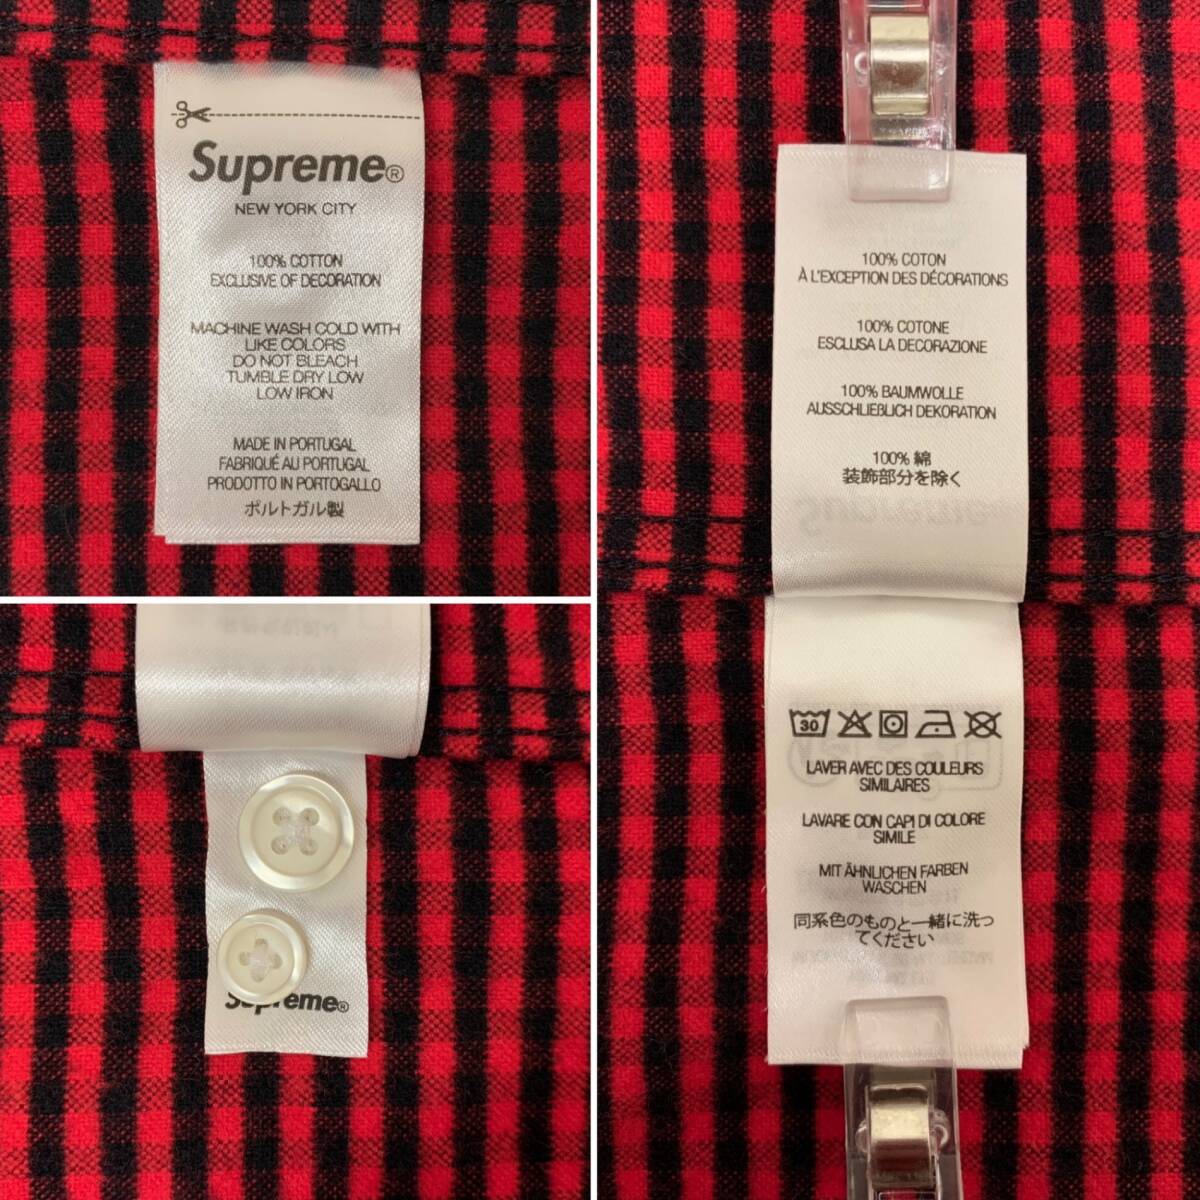 Supreme®
NEW YORK CITY
100% COTTON
EXCLUSIVE OF DECORATION
MACHINE WASH COLD WITH
LIKE COLORS
DO NOT BLEACH
TUMBLE DRY LOW
LOW IRON
MADE IN PORTUGAL
FABRIQUÉ AU PORTUGAL
PRODOTTO IN PORTOGALLO
ポルトガル製
Supreme®
100% COTON
À L'EXCEPTION DES DÉCORATIONS
100% COTONE
ESCLUSA LA DECORAZIONE
100% BAUMWOLLE
AUSSCHLIEßLICH DEKORATION
100% 綿
装飾部分を除く
30
LAVER AVEC DES COULEURS
SIMILAIRES
LAVARE CON CAPI DI COLORE
SIMILE
MIT ÄHNLICHEN FARBEN
WASCHEN
同系色のものと一緒に洗っ
てください